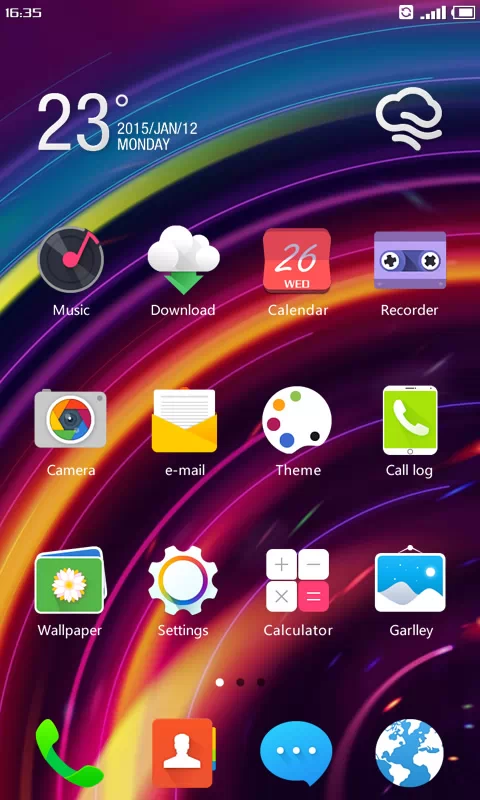 16:35
23°
2015/JAN/12
MONDAY
26
WED
Music
Download
Calendar
Recorder
Camera
e-mail
Theme
Call log
Wallpaper
Settings
Calculator
Garlley